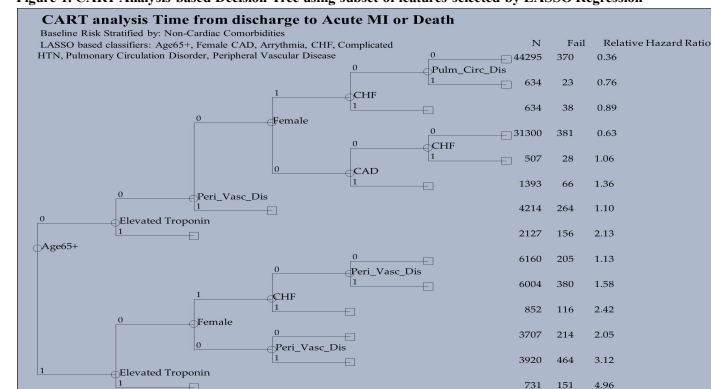 Figure 1. CART Analysis based Decision Tree using subset of features selected by LASSO Regression
CART analysis Time from discharge to Acute MI or Death
Baseline Risk Stratified by: Non-Cardiac Comorbidities
LASSO based classifiers: Age65+, Female CAD, Arrythmia, CHF, Complicated
HTN, Pulmonary Circulation Disorder, Peripheral Vascular Disease
N Fail Relative Hazard Ratio
0 44295 370 0.36
0 Pulm_Circ_Dis
1 634 23 0.76
1 CHF
1 634 38 0.89
0 Female
0 31300 381 0.63
0 CHF
1 507 28 1.06
0 CAD
1 1393 66 1.36
0 Peri_Vasc_Dis
1 4214 264 1.10
0 Elevated Troponin
1 2127 156 2.13
Age65+
0 6160 205 1.13
0 Peri_Vasc_Dis
1 6004 380 1.58
1 CHF
1 852 116 2.42
0 Female
0 3707 214 2.05
0 Peri_Vasc_Dis
1 3920 464 3.12
1 Elevated Troponin
1 731 151 4.96